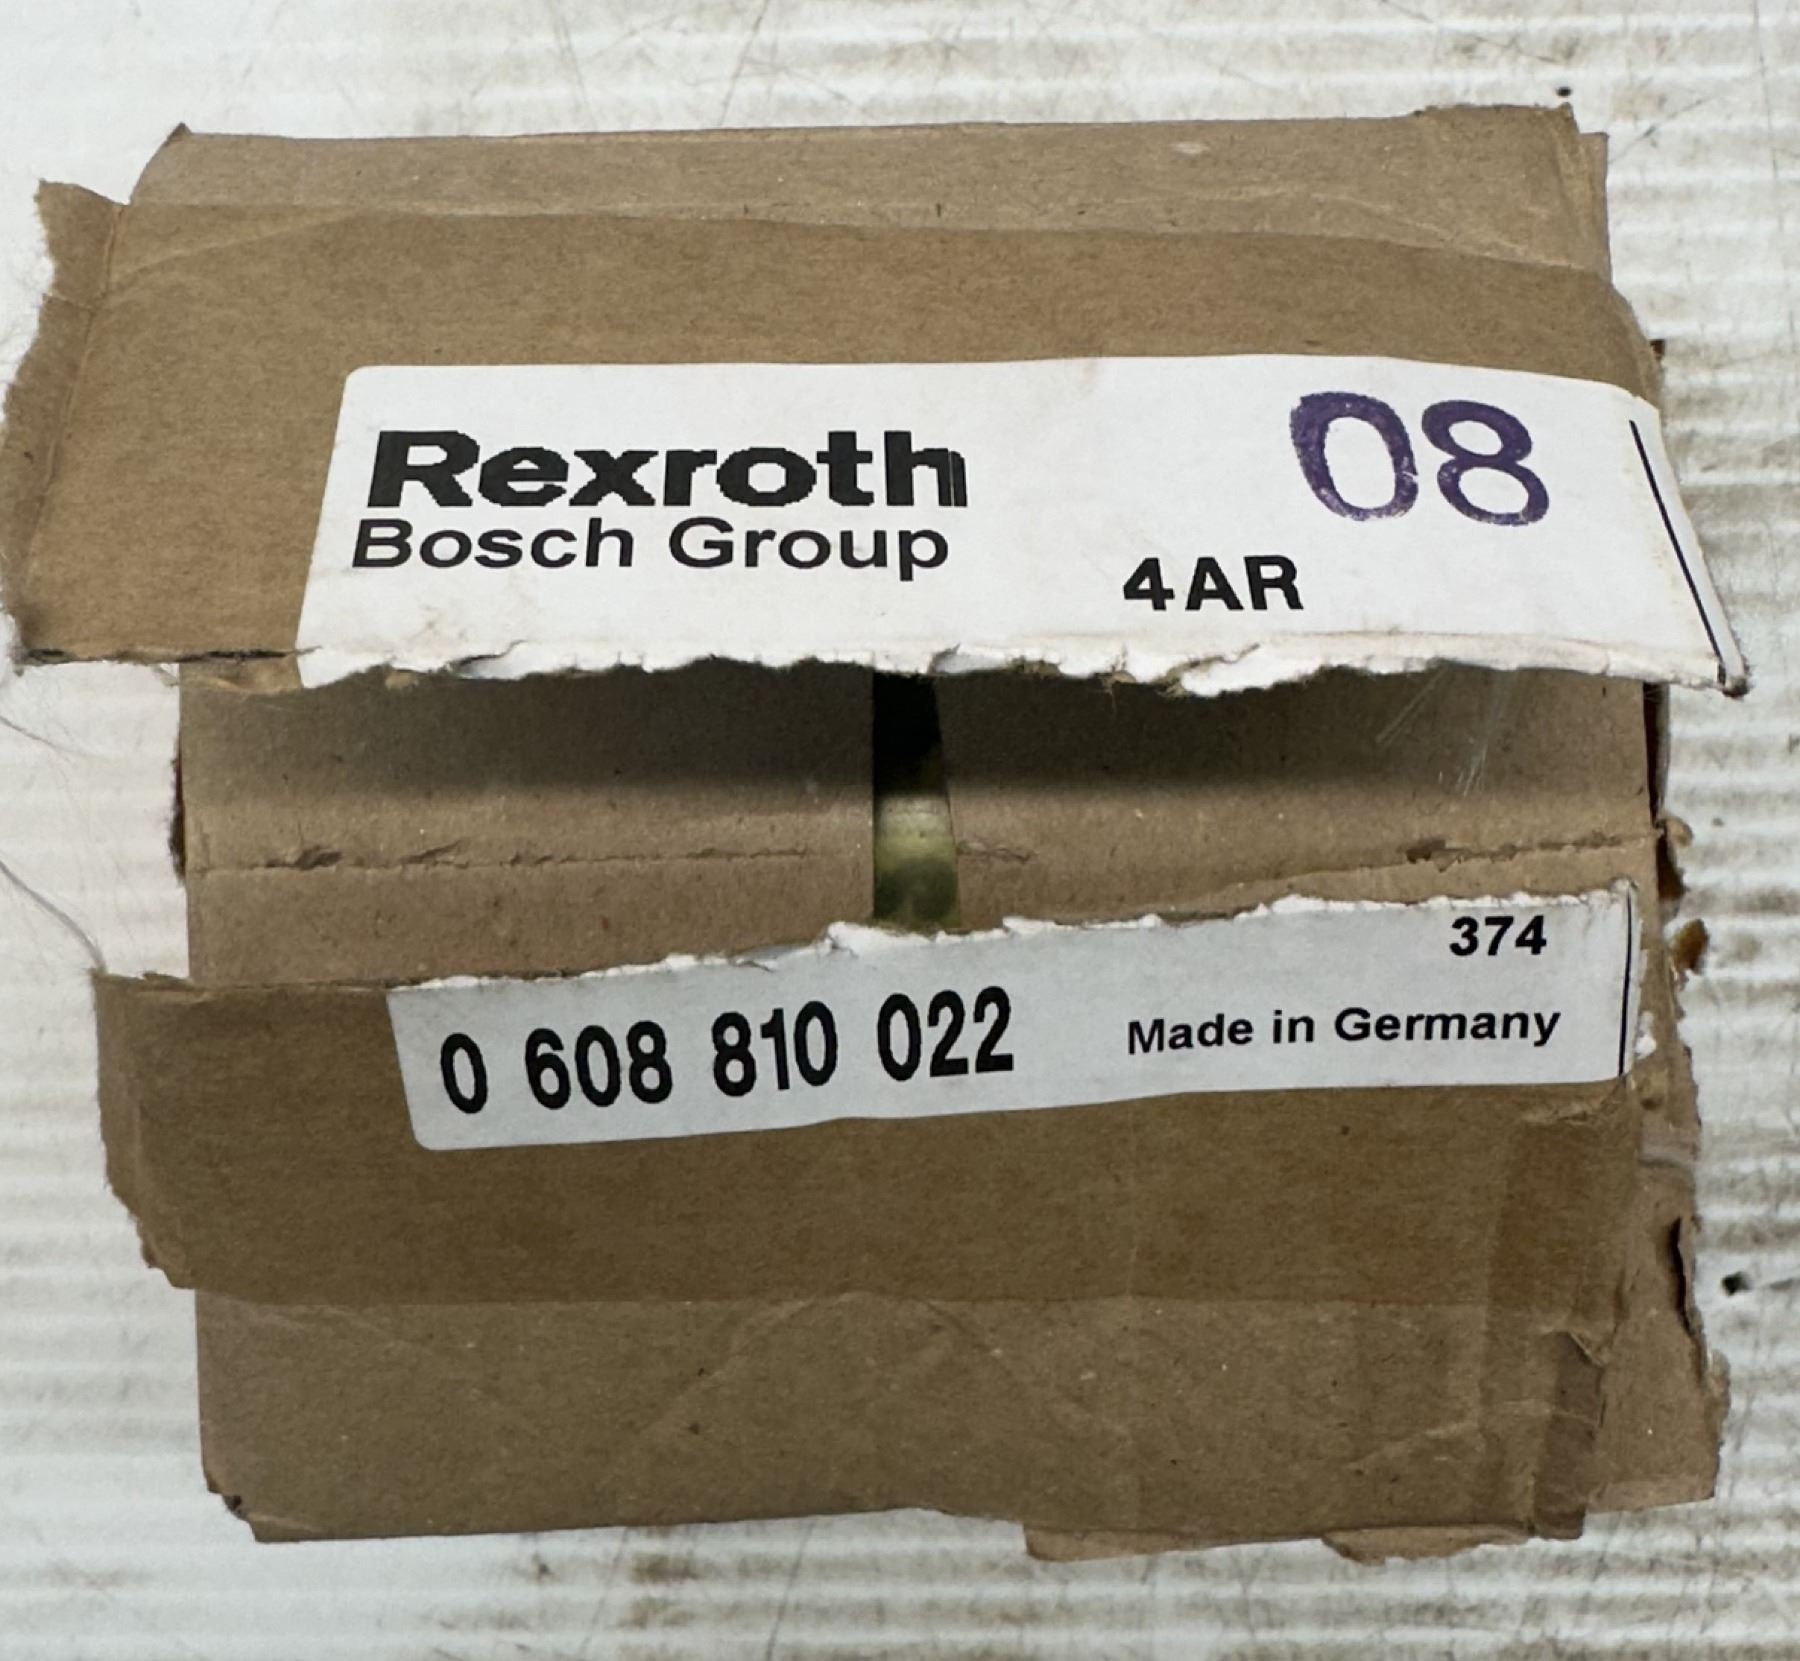 Rexroth
Bosch Group
08
4AR
374
0 608 810 022
Made in Germany